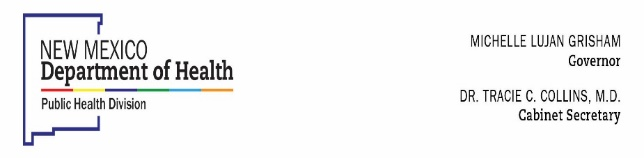 NEW MEXICO
Department of Health
Public Health Division
MICHELLE LUJAN GRISHAM
Governor
DR. TRACIE C. COLLINS, M.D.
Cabinet Secretary